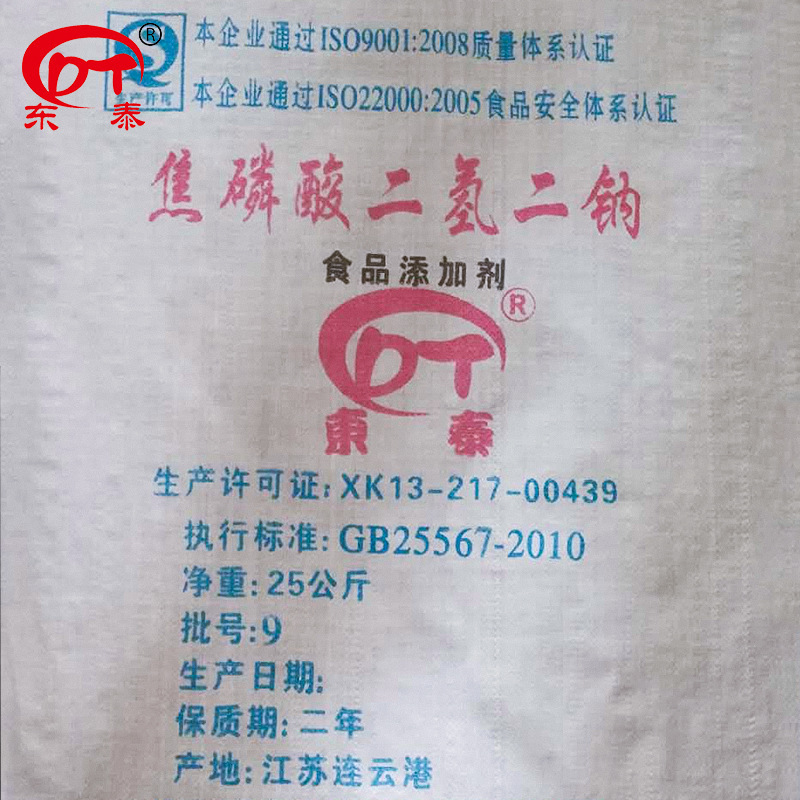 ®
东 泰
生产许可
本企业通过ISO9001:2008质量体系认证
本企业通过ISO22000:2005食品安全体系认证
焦磷酸二氢二钠
食品添加剂
DT®
东 泰
生产许可证: XK13-217-00439
执行标准: GB25567-2010
净重: 25公斤
批号: 9
生产日期:
保质期: 二年
产地: 江苏连云港